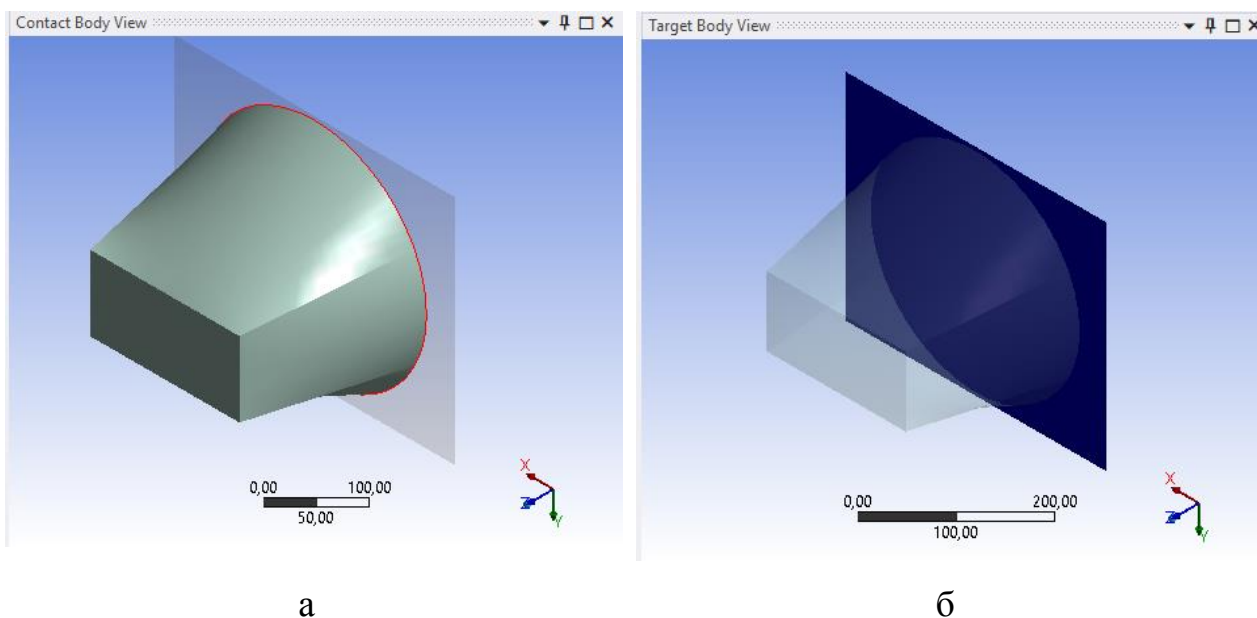 Contact Body View
X
Z
Y
0,00 100,00
50,00
Target Body View
X
Z
Y
0,00 200,00
100,00
а
б